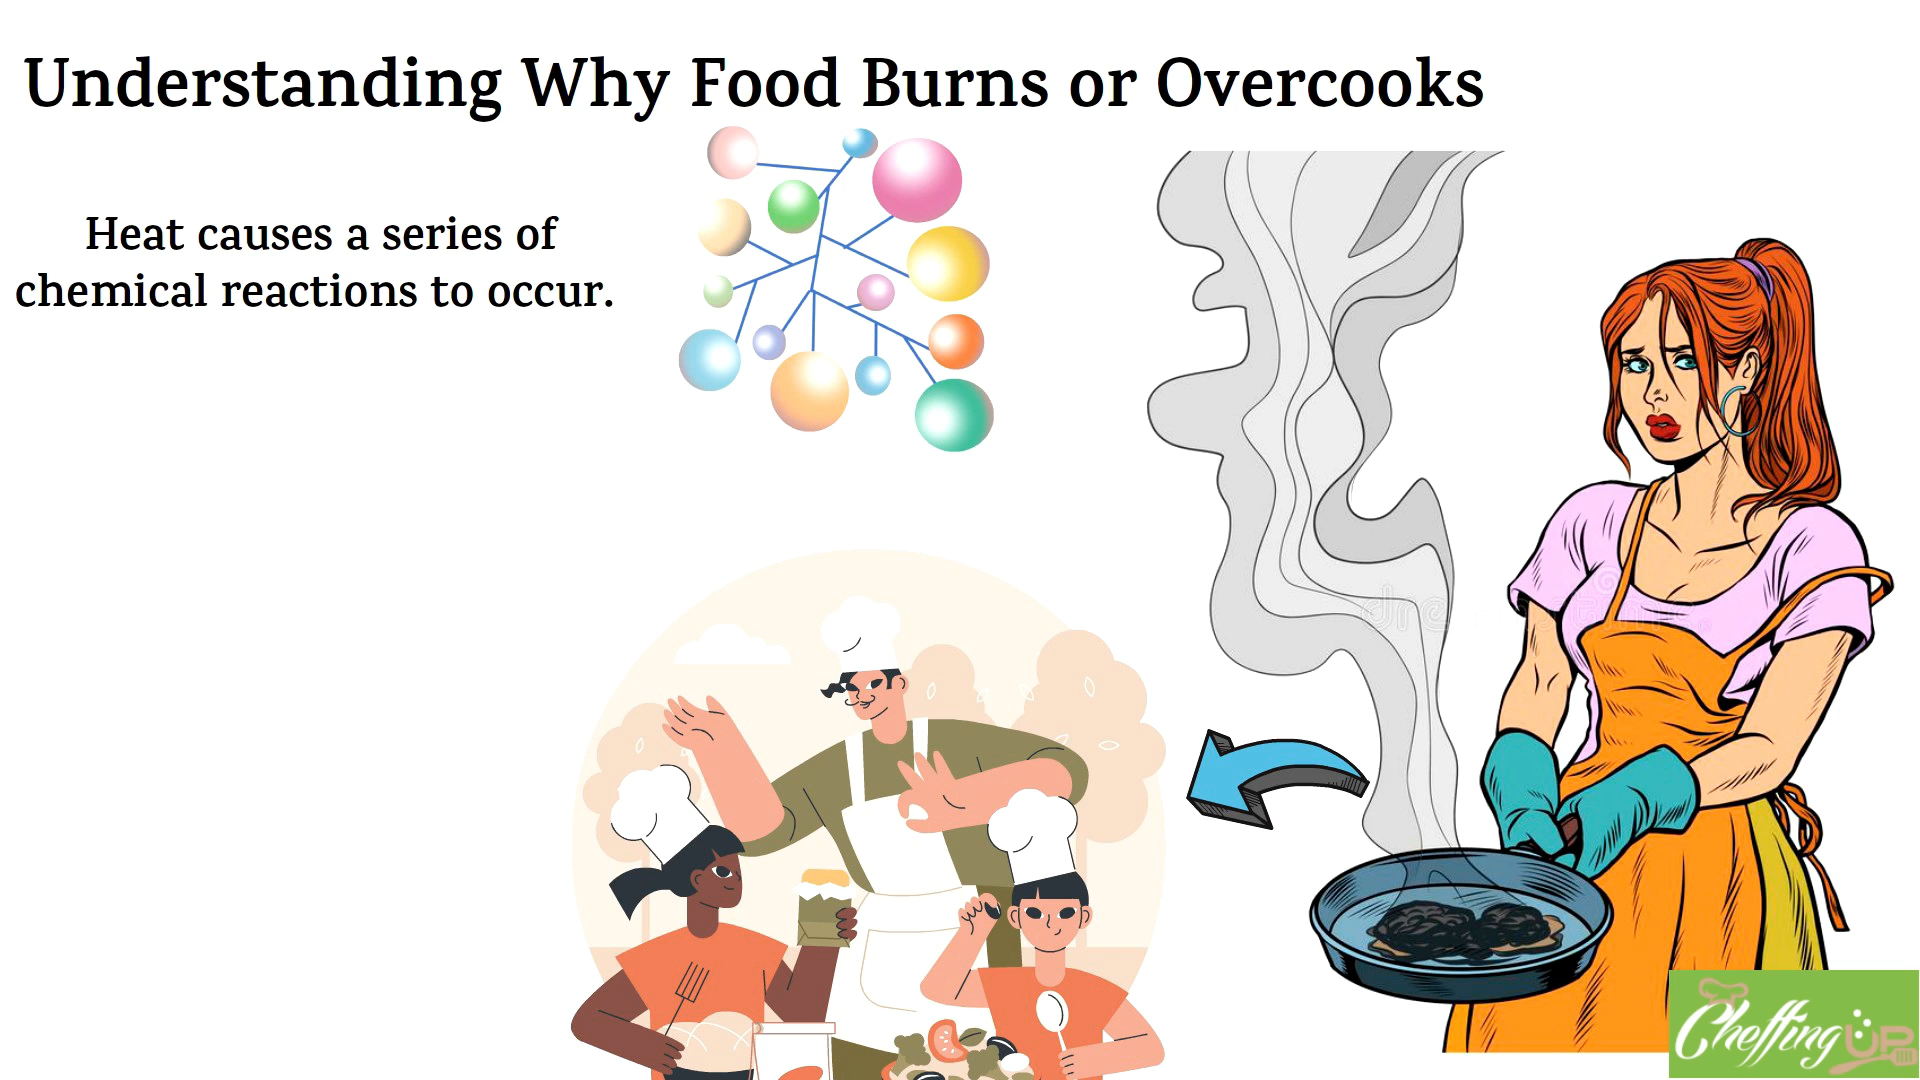 Understanding Why Food Burns or Overcooks
Heat causes a series of
chemical reactions to occur.
Cheffing UP